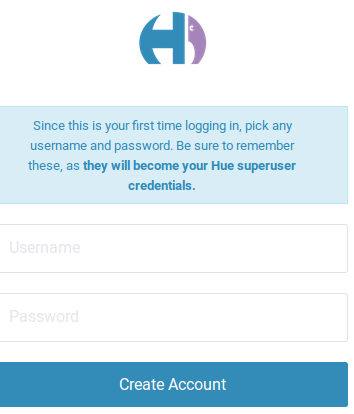 Since this is your first time logging in, pick any
username and password. Be sure to remember
these, as they will become your Hue superuser
credentials.
Username
Password
Create Account